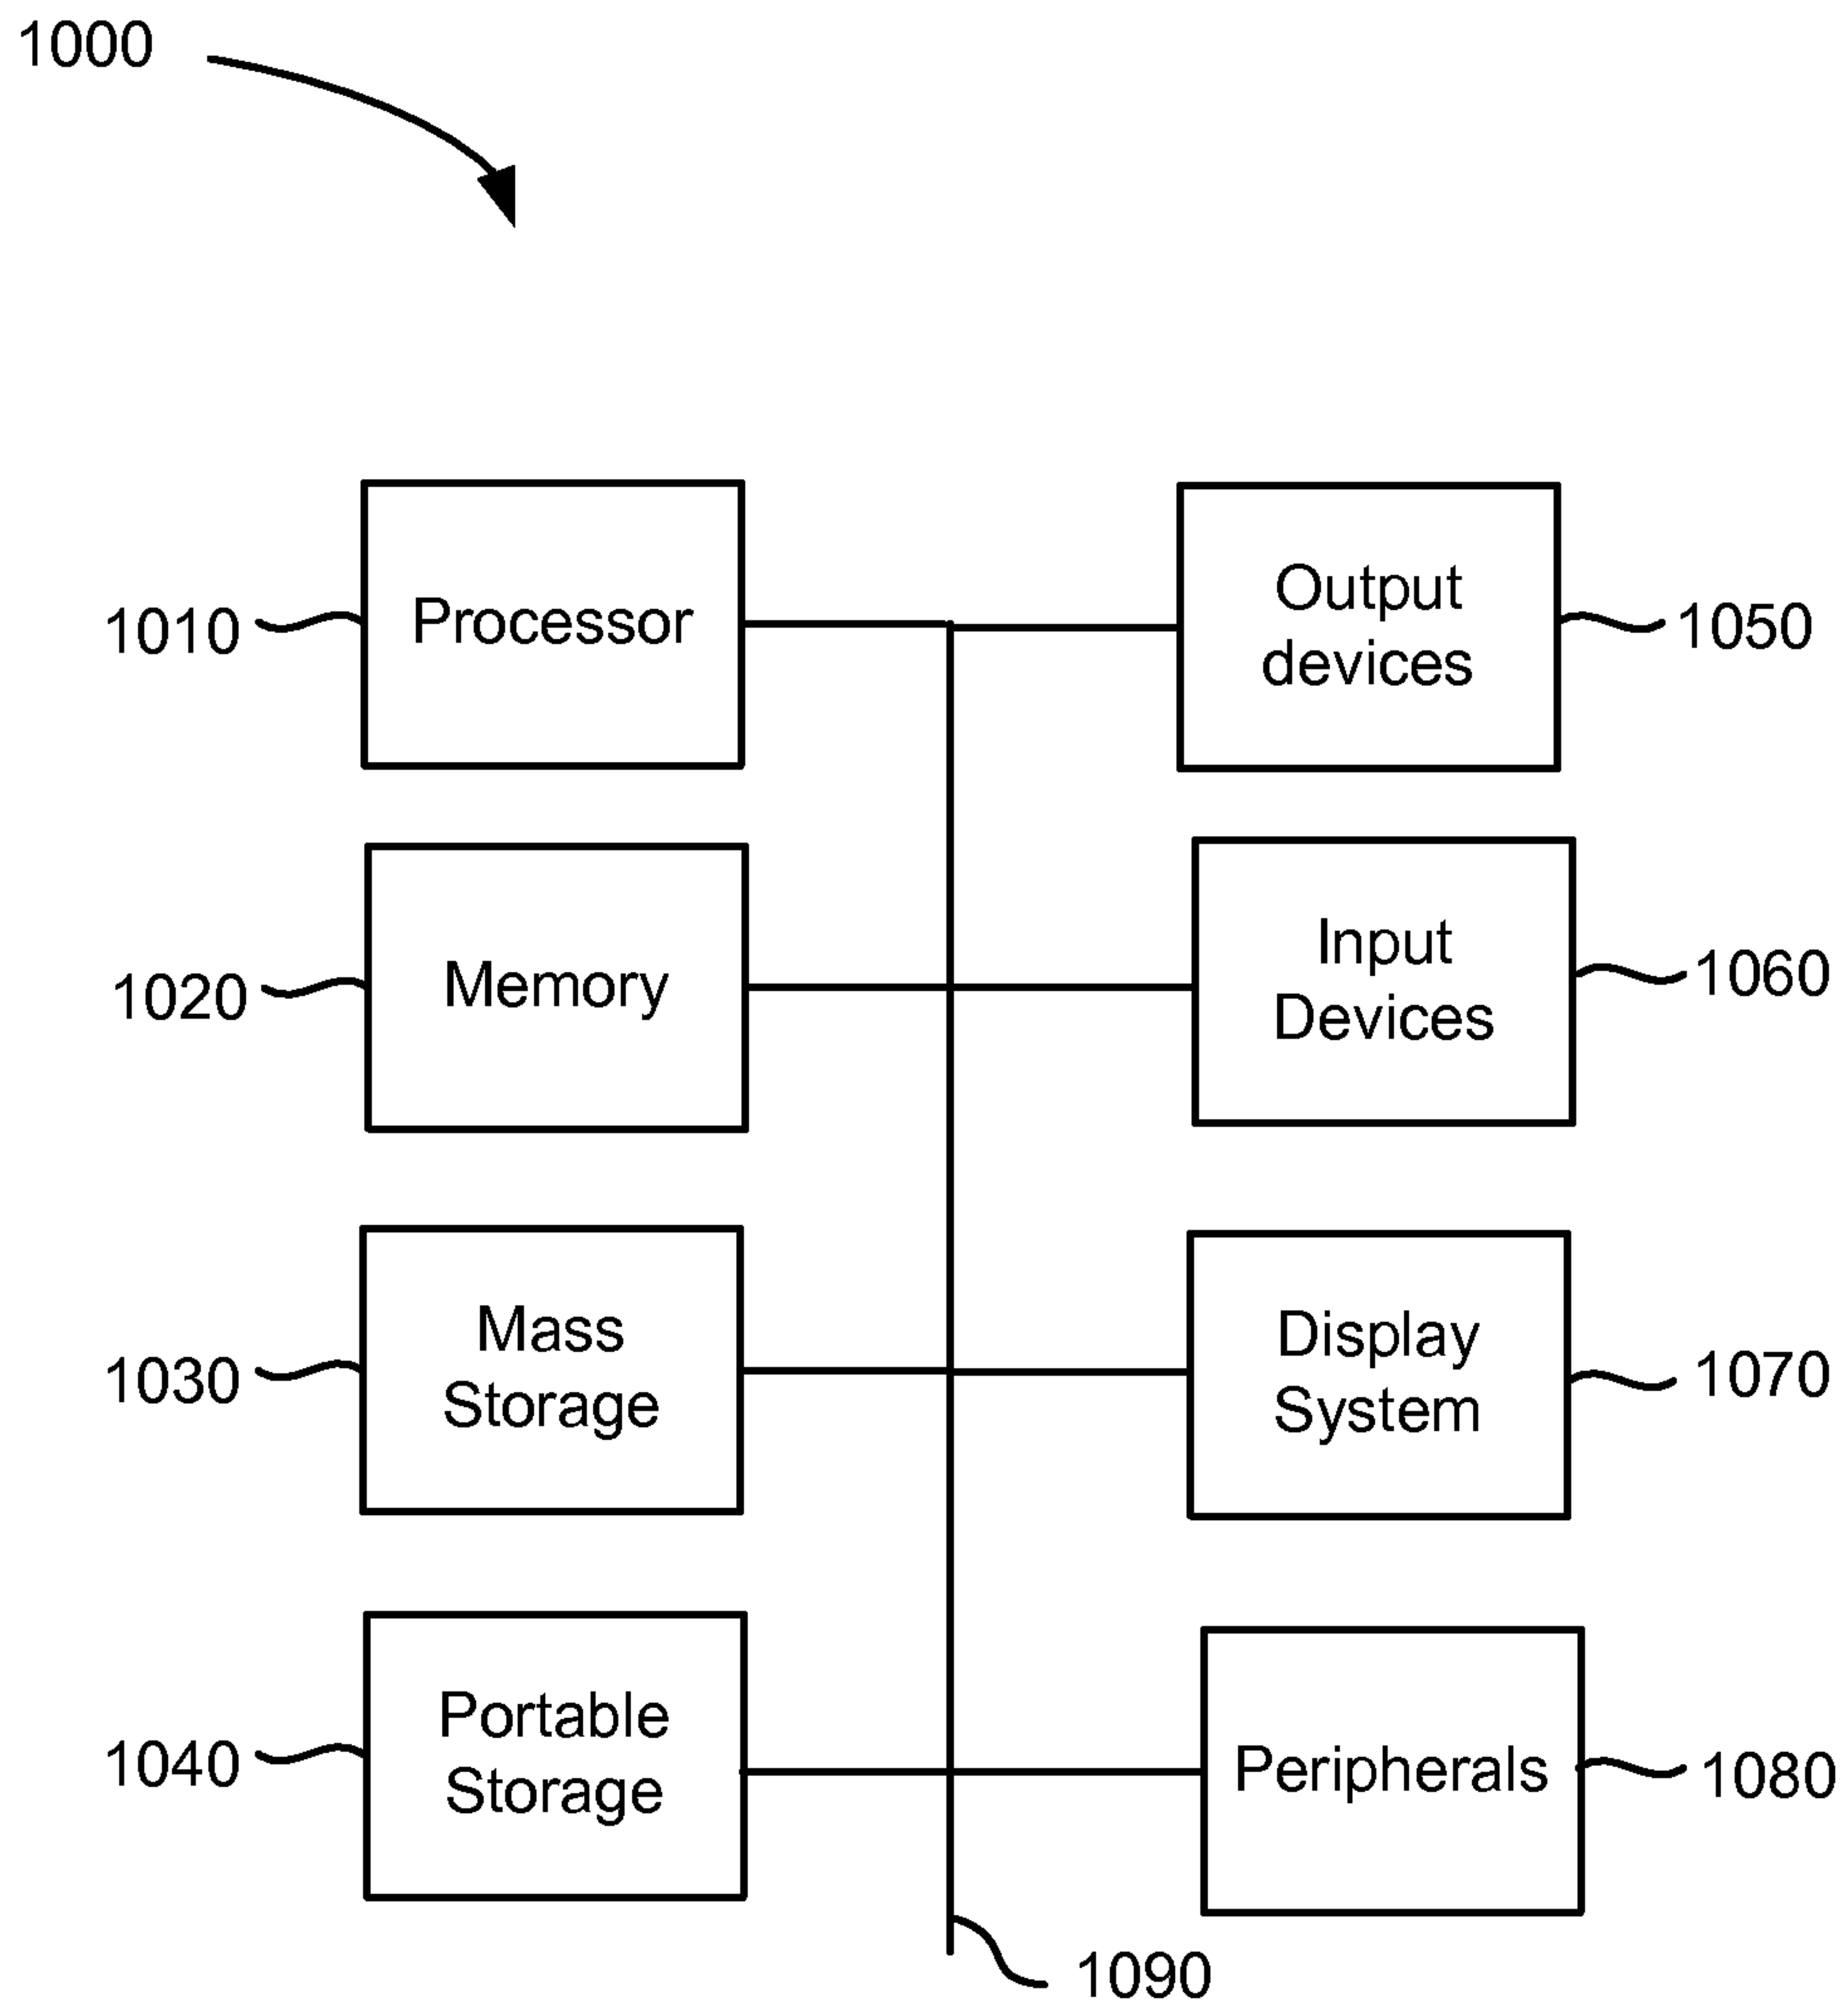 1000
Processor
1010
Output
devices
1050
Memory
1020
Input
Devices
1060
Mass
Storage
1030
Display
System
1070
Portable
Storage
1040
Peripherals
1080
1090